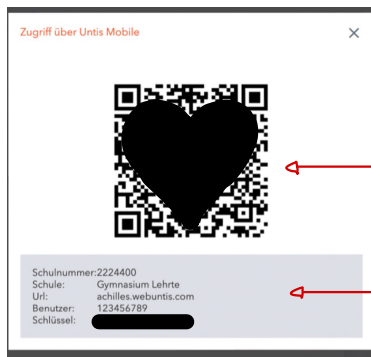 Zugriff über Untis Mobile
Schulnummer:2224400
Schule: Gymnasium Lehrte
Url: achilles.webuntis.com
Benutzer: 123456789
Schlüssel: